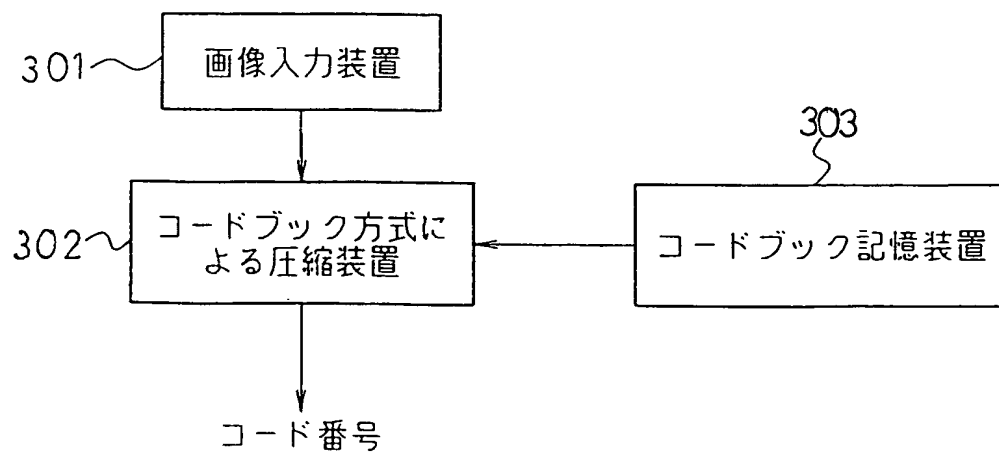 301
画像入力装置
303
302
コードブック方式に
よる圧縮装置
コードブック記憶装置
コード番号